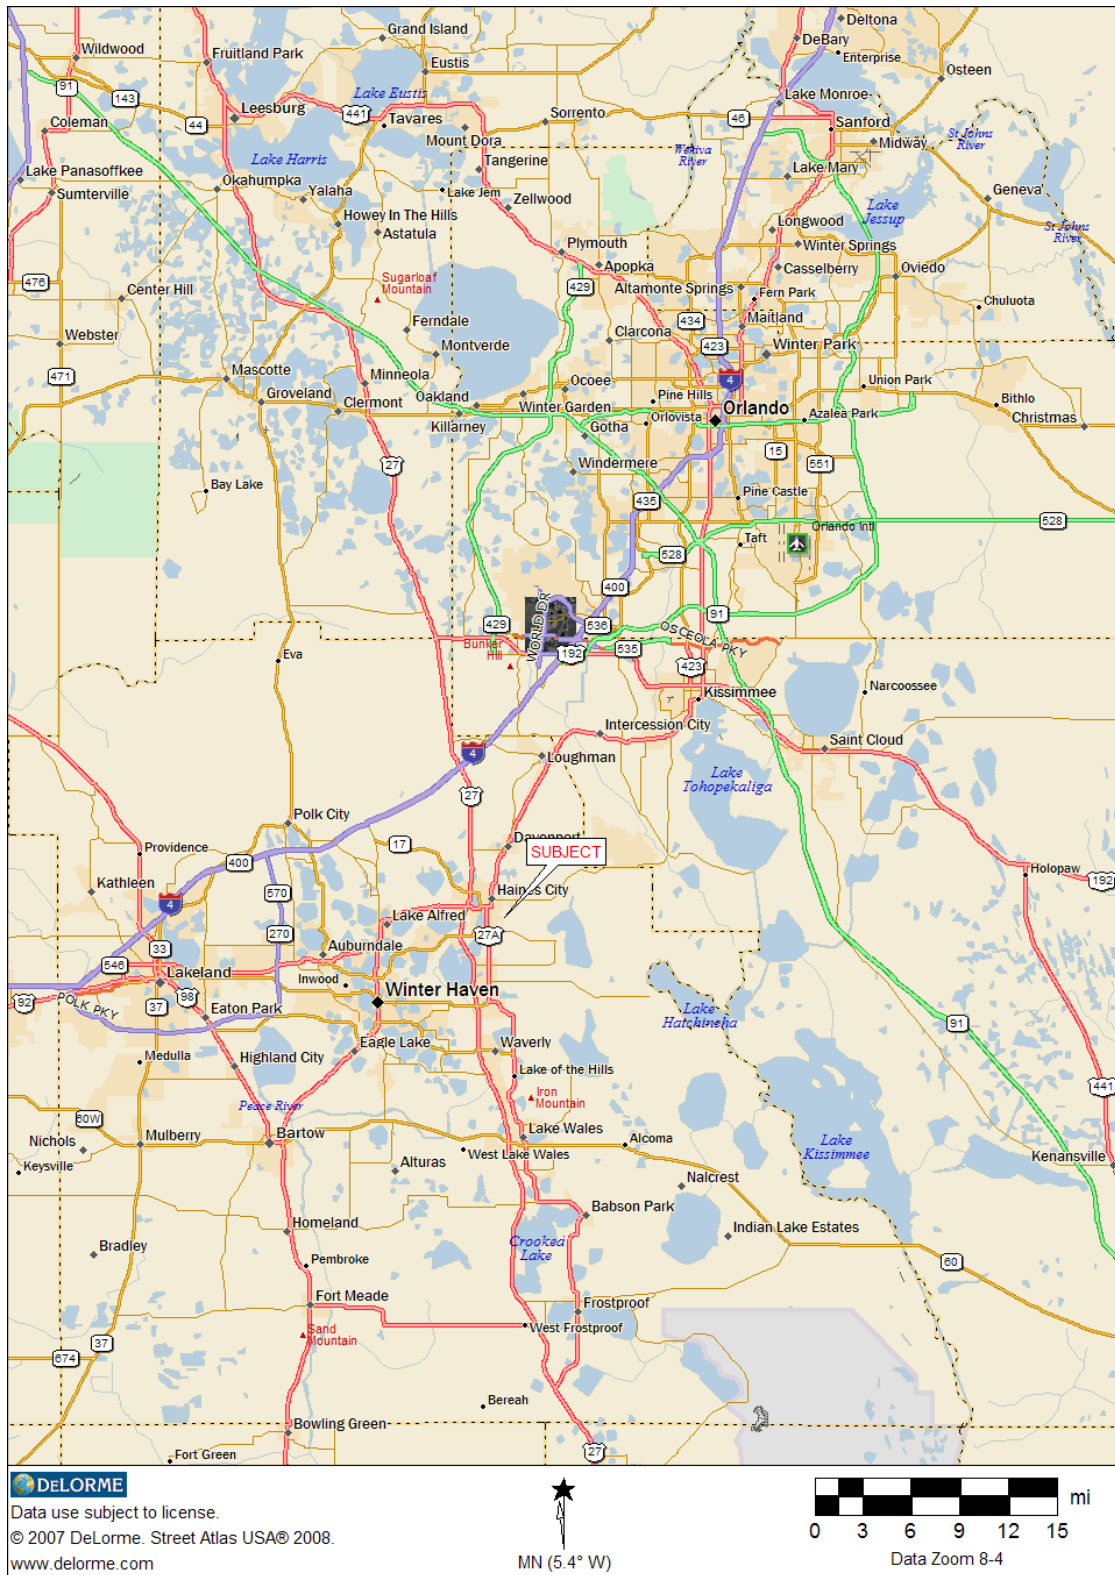 Deltona
Grand Island
DeBary
Wildwood
Fruitland Park
Enterprise
Eustis
Osteen
91
143
Lake Eustis
Lake Monroe
Leesburg
441
Tavares
Sorrento
46
Sanford
Coleman
44
Mount Dora
Midway
St Johns
River
Wekiva
River
Lake Harris
Tangerine
Lake Mary
Lake Panasoffkee
Okahumpka
Yalaha
Lake Jem
Zellwood
Geneva
Sumterville
Lake
Jessup
Howey In The Hills
Astatula
Longwood
St Johns
River
Plymouth
Winter Springs
Apopka
Casselberry
Oviedo
476
Sugarloaf
Mountain
429
Altamonte Springs
Fern Park
Center Hill
Chuluota
Ferndale
434
Maitland
Webster
Clarcona
423
Winter Park
Montverde
471
Mascotte
Minneola
Ocoee
4
Union Park
Groveland
Clermont
Oakland
Pine Hills
Bithlo
Winter Garden
Orlando
Azalea Park
Christmas
Killarney
Orlovista
Gotha
15
27
Windermere
551
Bay Lake
435
Pine Castle
528
Orlando Intl
528
Taft
400
WORLD DR
91
429
536
OSCEOLA PKY
Bunker
Hill
192
535
Eva
423
Kissimmee
Narcoossee
Intercession City
Saint Cloud
4
Loughman
Lake
Tohopekaliga
27
Polk City
Davenport
17
Providence
SUBJECT
400
Holopaw
192
Kathleen
570
Haines City
4
Lake Alfred
270
27A
33
Auburndale
546
Lakeland
Inwood
Winter Haven
92
POLK PKY
98
37
Eaton Park
Lake
Hatchineha
91
Eagle Lake
Waverly
Medulla
Highland City
Lake of the Hills
441
Iron
Mountain
Peace River
60W
Nichols
Mulberry
Bartow
Lake Wales
Alcoma
Lake
Kissimmee
Keysville
West Lake Wales
Kenansville
Alturas
Nalcrest
Babson Park
Homeland
Indian Lake Estates
Bradley
Crooked
Lake
Pembroke
60
Fort Meade
Frostproof
West Frostproof
Sand
Mountain
37
674
Bereah
Bowling Green
27
Fort Green
DELORME
Data use subject to license.
© 2007 DeLorme. Street Atlas USA® 2008.
www.delorme.com
MN (5.4° W)
mi
0 3 6 9 12 15
Data Zoom 8-4